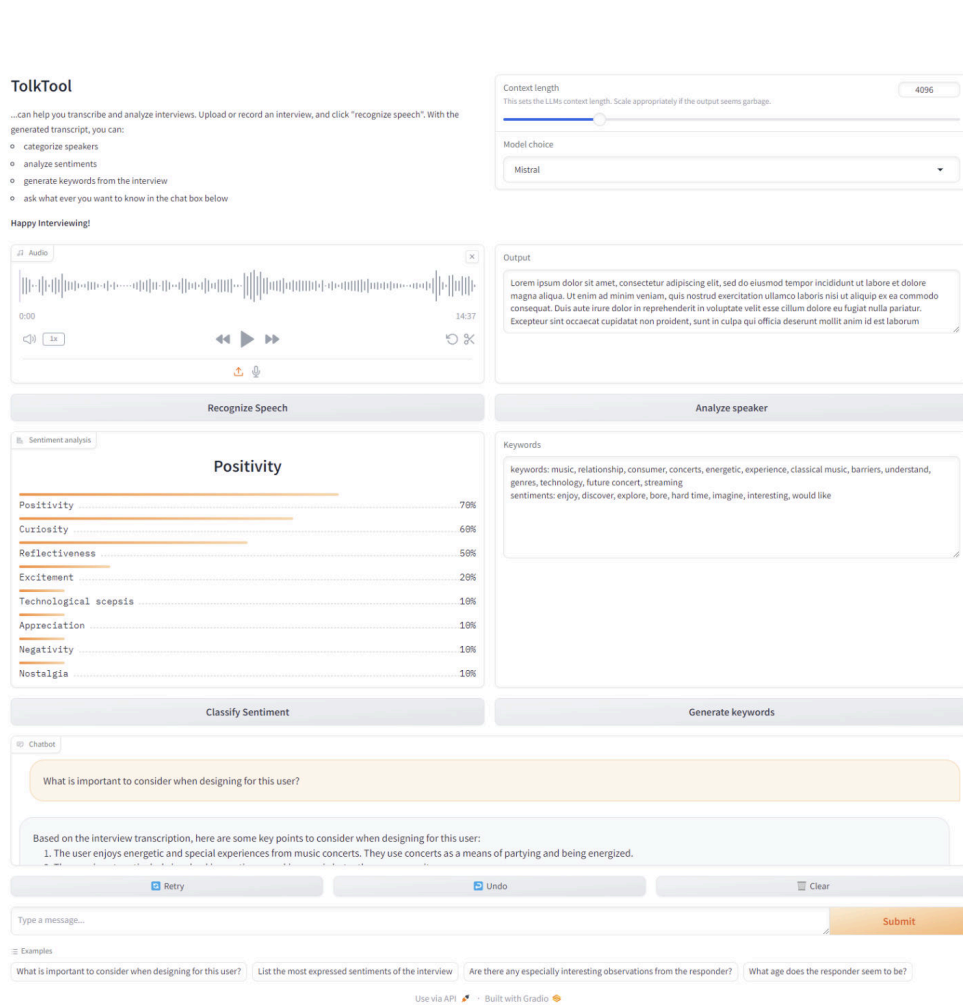 TolkTool
...can help you transcribe and analyze interviews. Upload or record an interview, and click "recognize speech". With the
generated transcript, you can:
categorize speakers
analyze sentiments
generate keywords from the interview
ask what ever you want to know in the chat box below
Happy Interviewing!
Context length
4096
This sets the LLMs context length. Scale appropriately if the output seems garbage.
Model choice
Mistral
Audio
0:00
14:37
1x
Recognize Speech
Output
Lorem ipsum dolor sit amet, consectetur adipiscing elit, sed do eiusmod tempor incididunt ut labore et dolore
magna aliqua. Ut enim ad minim veniam, quis nostrud exercitation ullamco laboris nisi ut aliquip ex ea commodo
consequat. Duis aute irure dolor in reprehenderit in voluptate velit esse cillum dolore eu fugiat nulla pariatur.
Excepteur sint occaecat cupidatat non proident, sunt in culpa qui officia deserunt mollit anim id est laborum
Analyze speaker
Sentiment analysis
Positivity
Positivity 70%
Curiosity 60%
Reflectiveness 50%
Excitement 20%
Technological scepsis 10%
Appreciation 10%
Negativity 10%
Nostalgia 10%
Classify Sentiment
Keywords
keywords: music, relationship, consumer, concerts, energetic, experience, classical music, barriers, understand,
genres, technology, future concert, streaming
sentiments: enjoy, discover, explore, bore, hard time, imagine, interesting, would like
Generate keywords
Chatbot
What is important to consider when designing for this user?
Based on the interview transcription, here are some key points to consider when designing for this user:
1. The user enjoys energetic and special experiences from music concerts. They use concerts as a means of partying and being energized.
Retry
Undo
Clear
Type a message...
Submit
Examples
What is important to consider when designing for this user?
List the most expressed sentiments of the interview
Are there any especially interesting observations from the responder?
What age does the responder seem to be?
Use via API · Built with Gradio